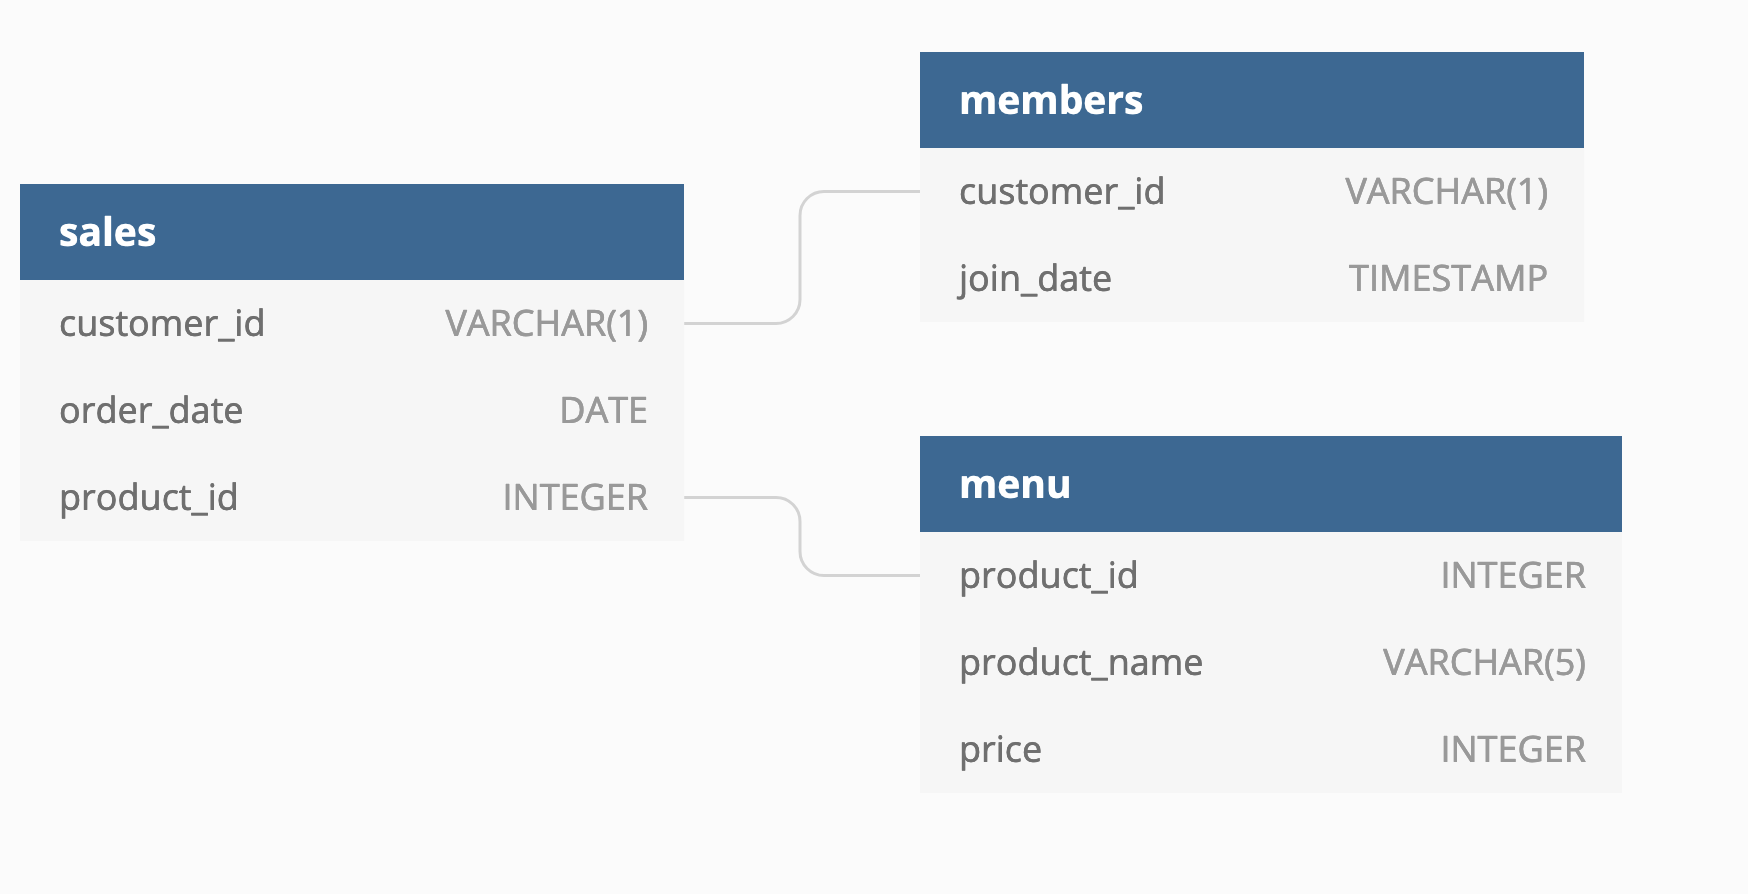 sales
customer_id VARCHAR(1)
order_date DATE
product_id INTEGER
members
customer_id VARCHAR(1)
join_date TIMESTAMP
menu
product_id INTEGER
product_name VARCHAR(5)
price INTEGER